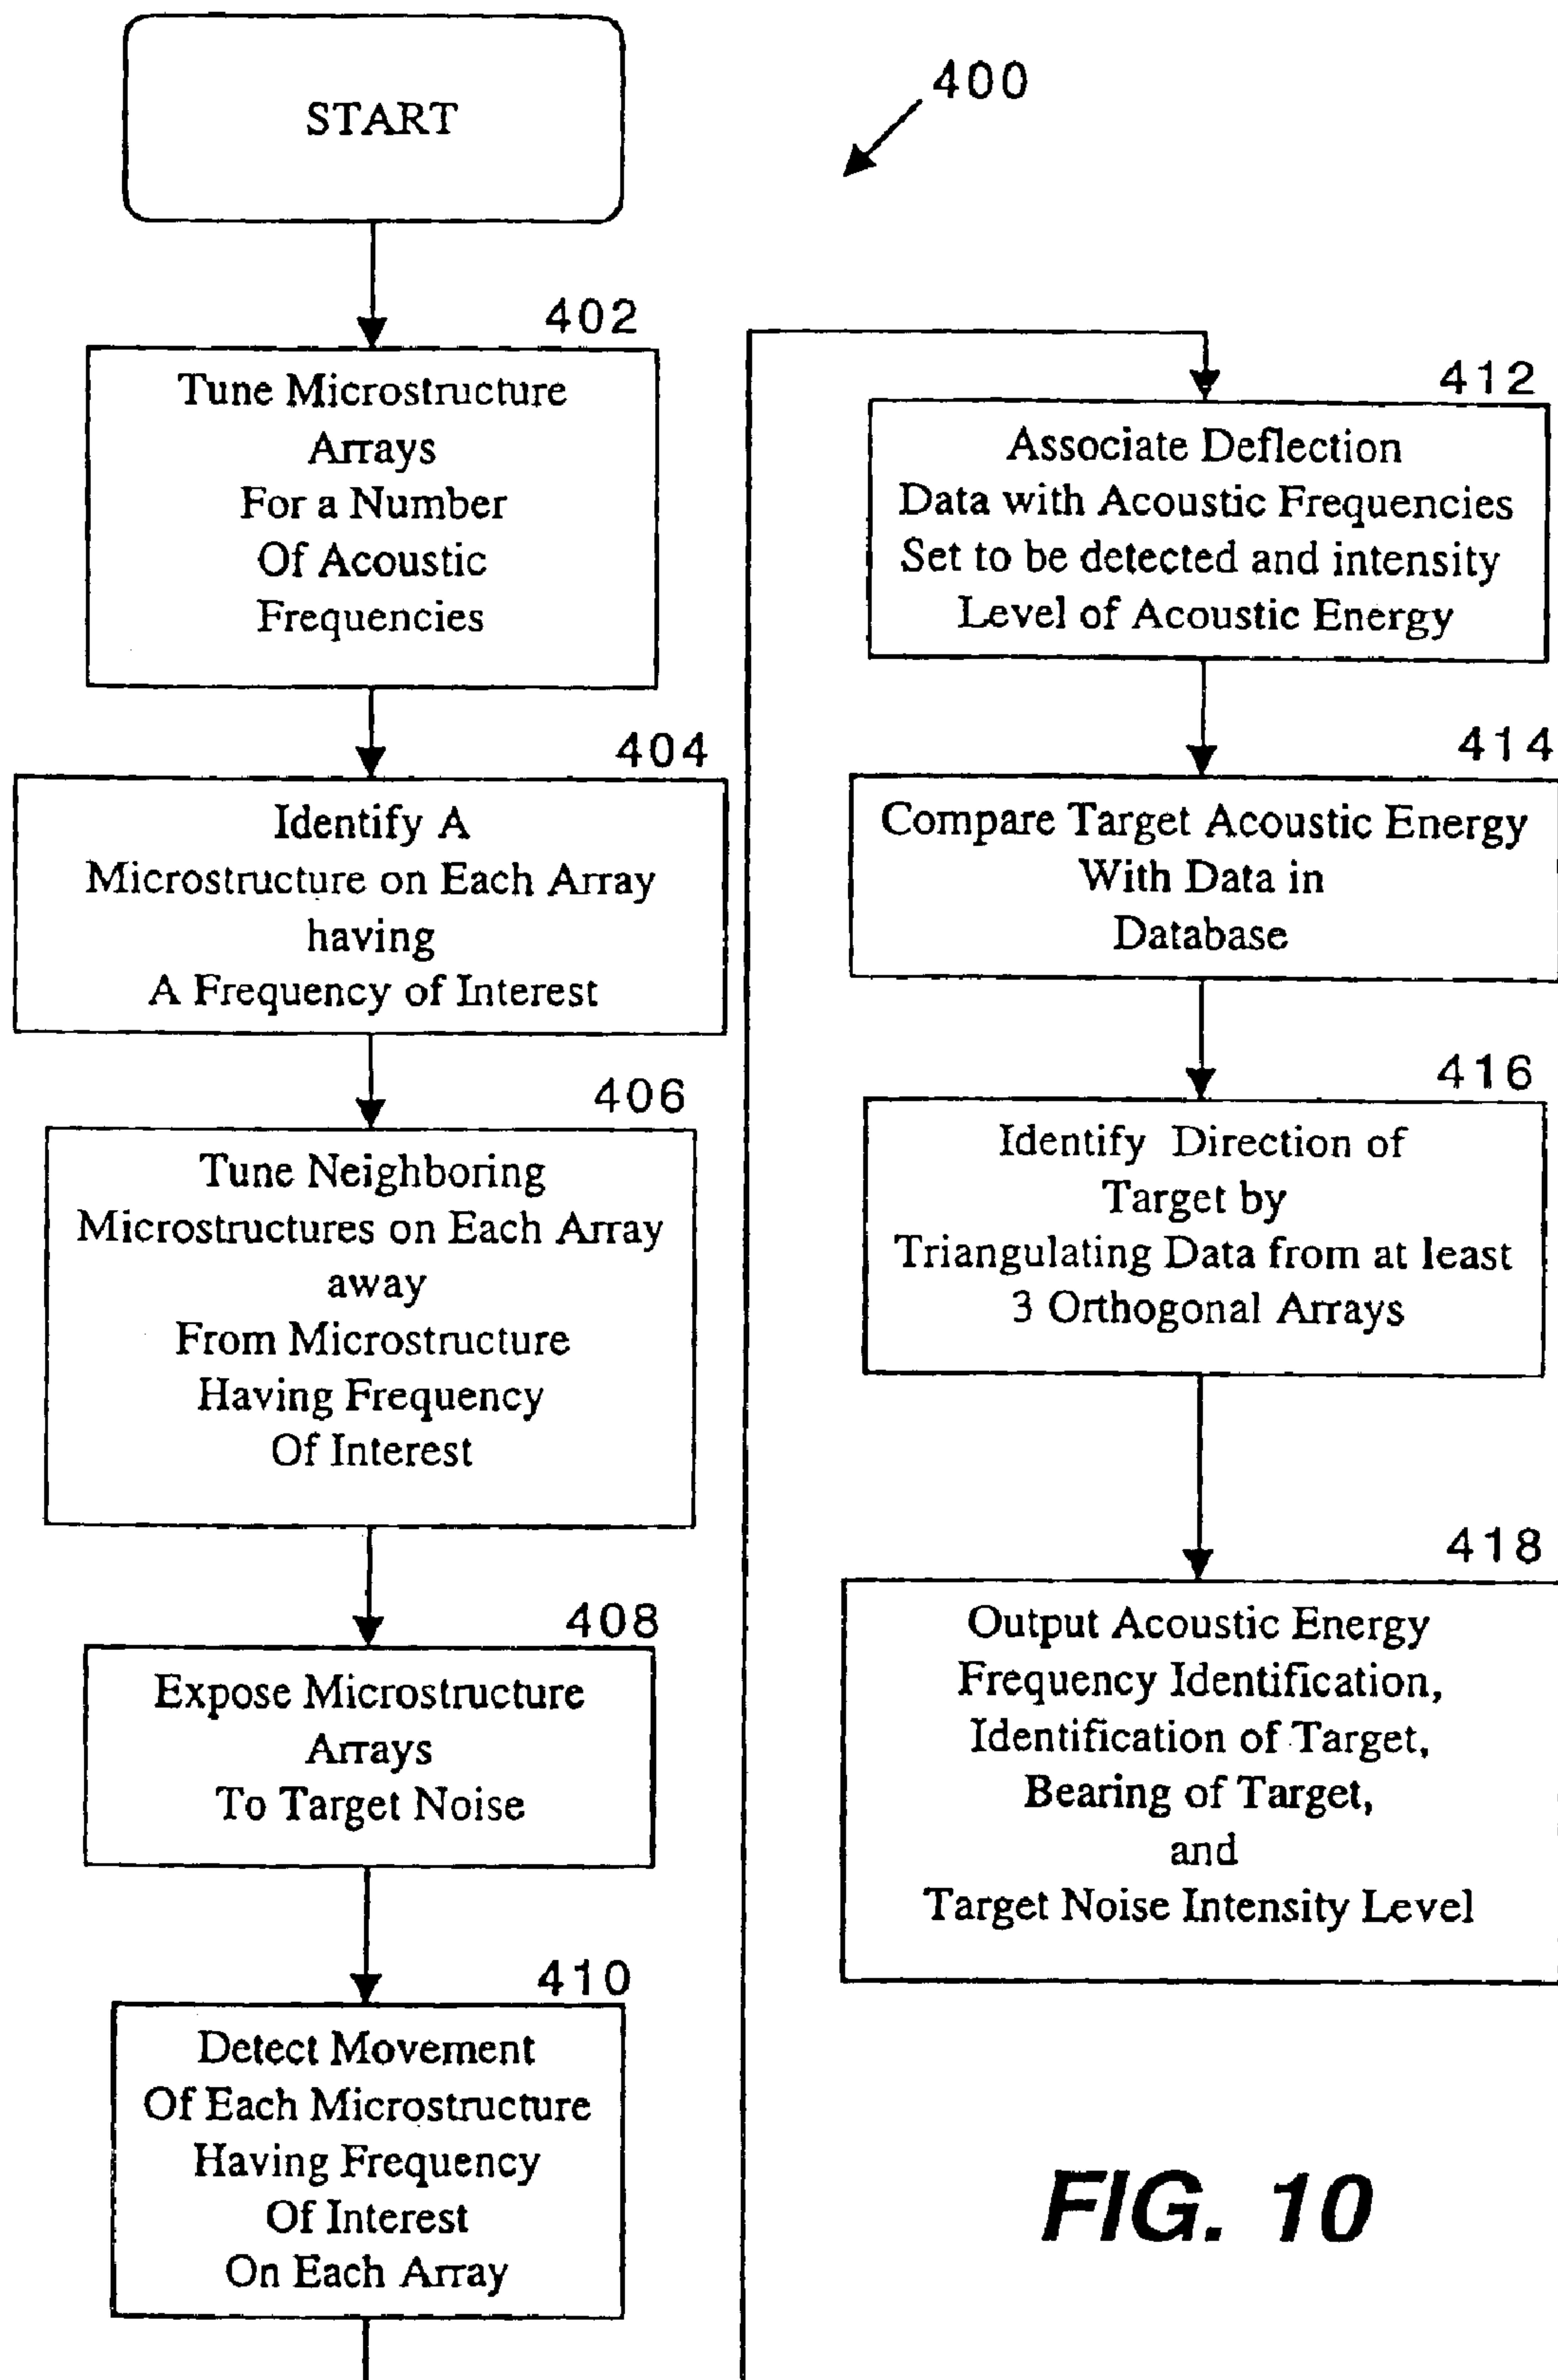 START
400
402
Tune Microstructure
Arrays
For a Number
Of Acoustic
Frequencies
404
Identify A
Microstructure on Each Array
having
A Frequency of Interest
406
Tune Neighboring
Microstructures on Each Array
away
From Microstructure
Having Frequency
Of Interest
408
Expose Microstructure
Arrays
To Target Noise
410
Detect Movement
Of Each Microstructure
Having Frequency
Of Interest
On Each Array
412
Associate Deflection
Data with Acoustic Frequencies
Set to be detected and intensity
Level of Acoustic Energy
414
Compare Target Acoustic Energy
With Data in
Database
416
Identify Direction of
Target by
Triangulating Data from at least
3 Orthogonal Arrays
418
Output Acoustic Energy
Frequency Identification,
Identification of Target,
Bearing of Target,
and
Target Noise Intensity Level
FIG. 10